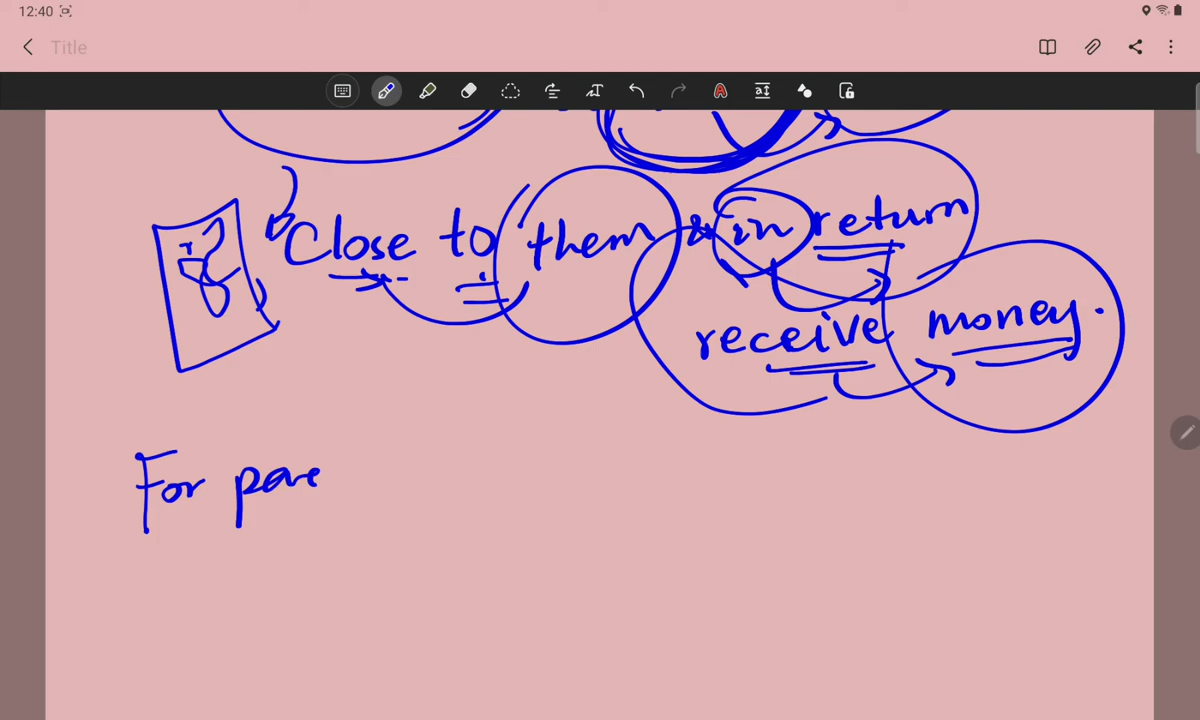 12:40
Title
Close to them & in return
receive money.
For pare